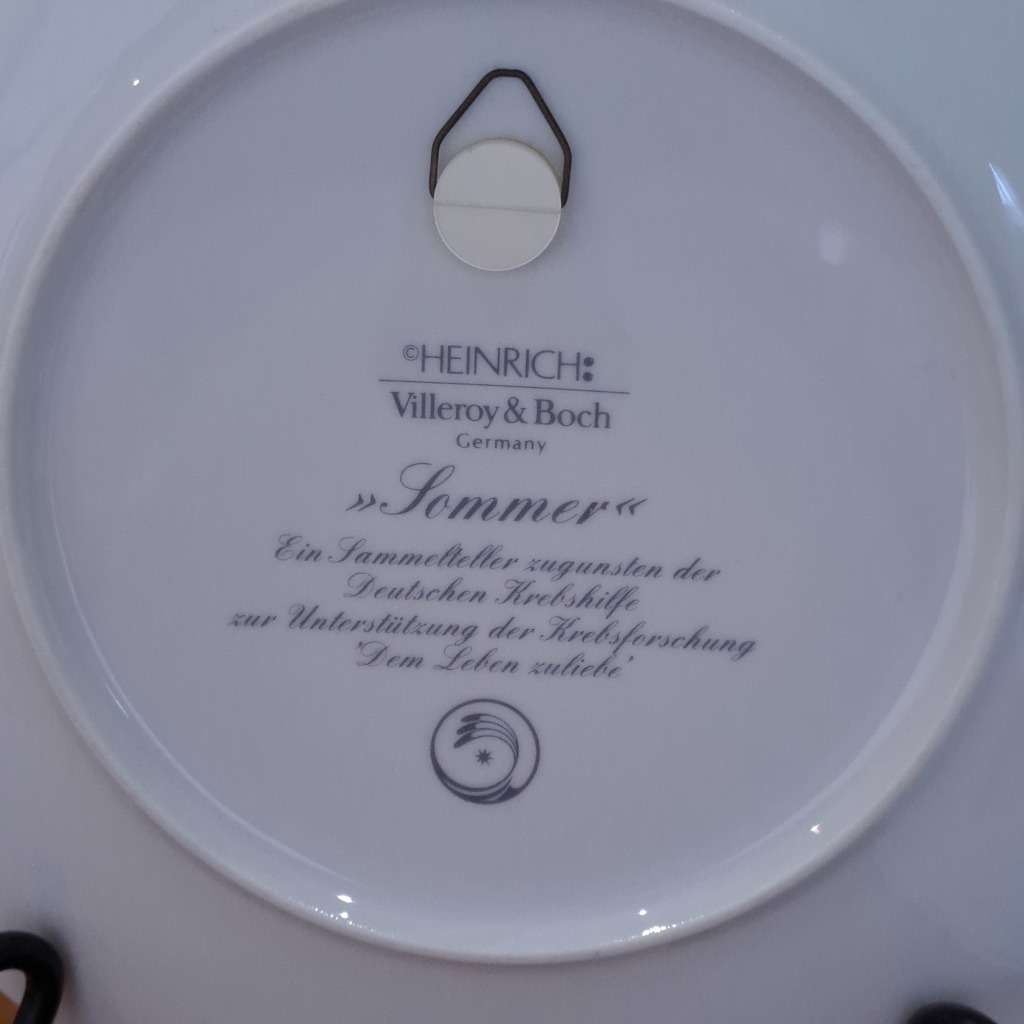 ©HEINRICH:
Villeroy & Boch
Germany
»Sommer«
Ein Sammelteller zugunsten der
Deutschen Krebshilfe
zur Unterstützung der Krebsforschung
'Dem Leben zuliebe'